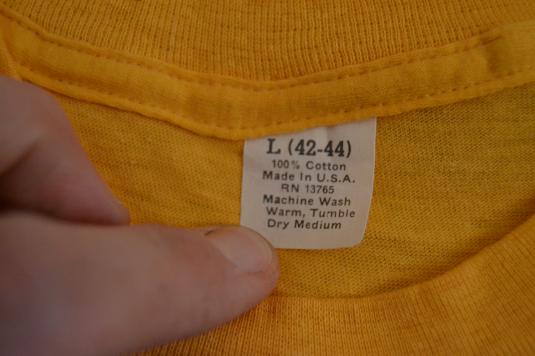 L (42-44)
100% Cotton
Made In U.S.A.
RN 13765
Machine Wash
Warm, Tumble
Dry Medium